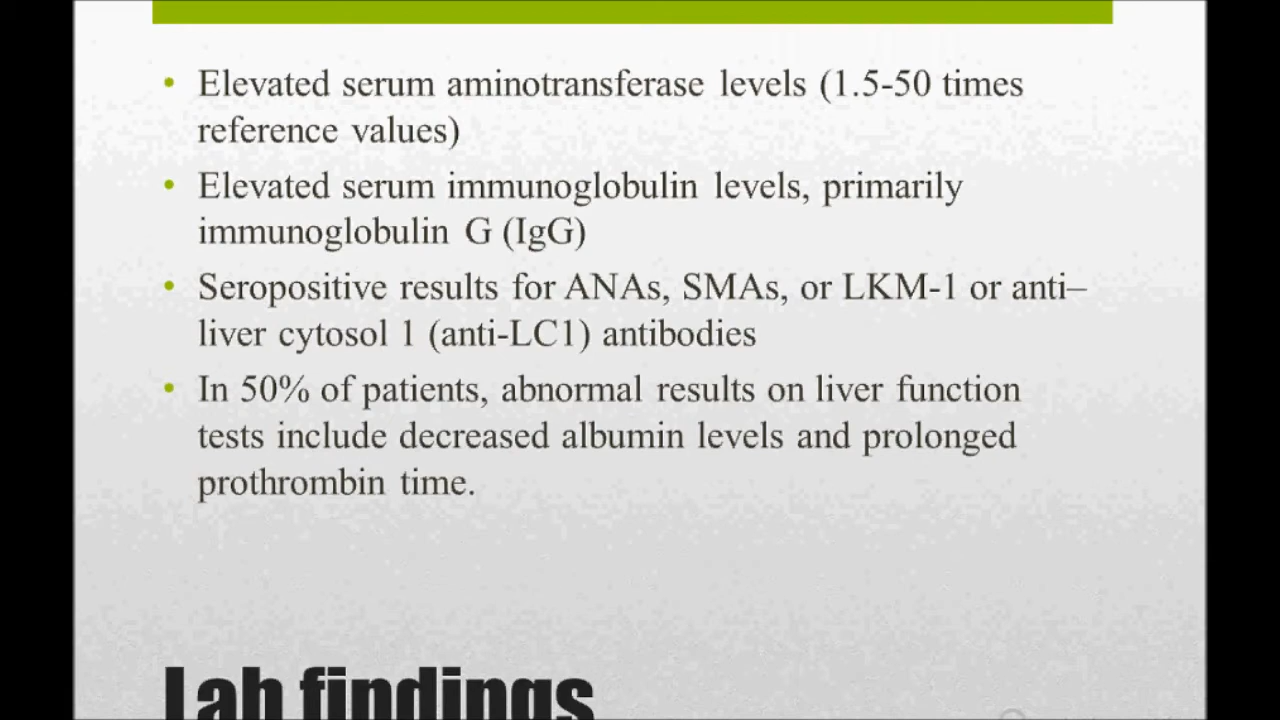 • Elevated serum aminotransferase levels (1.5-50 times
reference values)
• Elevated serum immunoglobulin levels, primarily
immunoglobulin G (IgG)
• Seropositive results for ANAs, SMAs, or LKM-1 or anti–
liver cytosol 1 (anti-LC1) antibodies
• In 50% of patients, abnormal results on liver function
tests include decreased albumin levels and prolonged
prothrombin time.
Lab findings